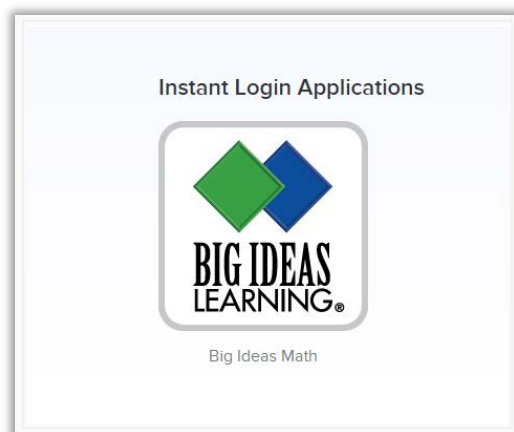 Instant Login Applications
BIG IDEAS
LEARNING®
Big Ideas Math